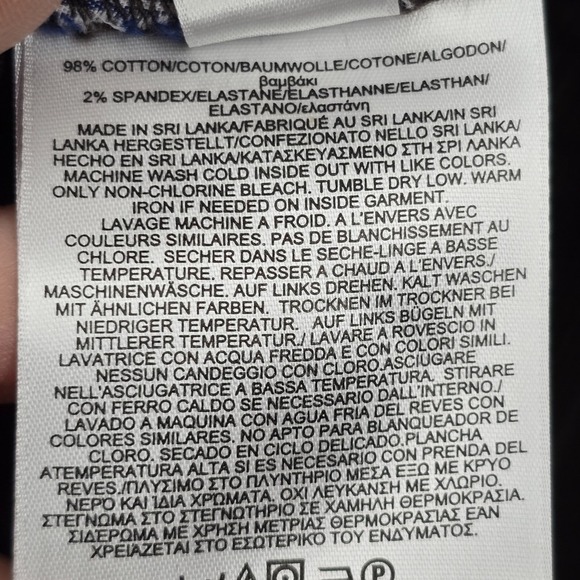 98% COTTON/COTON/BAUMWOLLE/COTONE/ALGODON/
βαμβάκι
2% SPANDEX/ELASTANE/ELASTHANNE/ELASTHAN/
ELASTANO/ελαστάνη
MADE IN SRI LANKA/FABRIQUÉ AU SRI LANKA/IN SRI
LANKA HERGESTELLT/CONFEZIONATO NELLO SRI LANKA/
HECHO EN SRI LANKA/ΚΑΤΑΣΚΕΥΑΣΜΕΝΟ ΣΤΗ ΣΡΙ ΛΑΝΚΑ
MACHINE WASH COLD INSIDE OUT WITH LIKE COLORS.
ONLY NON-CHLORINE BLEACH. TUMBLE DRY LOW. WARM
IRON IF NEEDED ON INSIDE GARMENT.
LAVAGE MACHINE A FROID. A L'ENVERS AVEC
COULEURS SIMILAIRES. PAS DE BLANCHISSEMENT AU
CHLORE. SECHER DANS LE SECHE-LINGE A BASSE
TEMPERATURE. REPASSER A CHAUD A L'ENVERS./
MASCHINENWÄSCHE. AUF LINKS DREHEN. KALT WASCHEN
MIT ÄHNLICHEN FARBEN. TROCKNEN IM TROCKNER BEI
NIEDRIGER TEMPERATUR. AUF LINKS BÜGELN MIT
MITTLERER TEMPERATUR./ LAVARE A ROVESCIO IN
LAVATRICE CON ACQUA FREDDA E CON COLORI SIMILI.
NESSUN CANDEGGIO CON CLORO.ASCIUGARE
NELL'ASCIUGATRICE A BASSA TEMPERATURA. STIRARE
CON FERRO CALDO SE NECESSARIO DALL'INTERNO./
LAVADO A MAQUINA CON AGUA FRIA DEL REVES CON
COLORES SIMILARES. NO APTO PARA BLANQUEADOR DE
CLORO. SECADO EN CICLO DELICADO.PLANCHA
ATEMPERATURA ALTA SI ES NECESARIO CON PRENDA DEL
REVES./ΠΛΥΣΙΜΟ ΣΤΟ ΠΛΥΝΤΗΡΙΟ ΜΕΣΑ ΕΞΩ ΜΕ ΚΡΥΟ
ΝΕΡΟ ΚΑΙ ΙΔΙΑ ΧΡΩΜΑΤΑ. ΟΧΙ ΛΕΥΚΑΝΣΗ ΜΕ ΧΛΩΡΙΟ.
ΣΤΕΓΝΩΜΑ ΣΤΟ ΣΤΕΓΝΩΤΗΡΙΟ ΣΕ ΧΑΜΗΛΗ ΘΕΡΜΟΚΡΑΣΙΑ.
ΣΙΔΕΡΩΜΑ ΜΕ ΧΡΗΣΗ ΜΕΤΡΙΑΣ ΘΕΡΜΟΚΡΑΣΙΑΣ ΕΑΝ
ΧΡΕΙΑΖΕΤΑΙ ΣΤΟ ΕΣΩΤΕΡΙΚΟ ΤΟΥ ΕΝΔΥΜΑΤΟΣ.
P